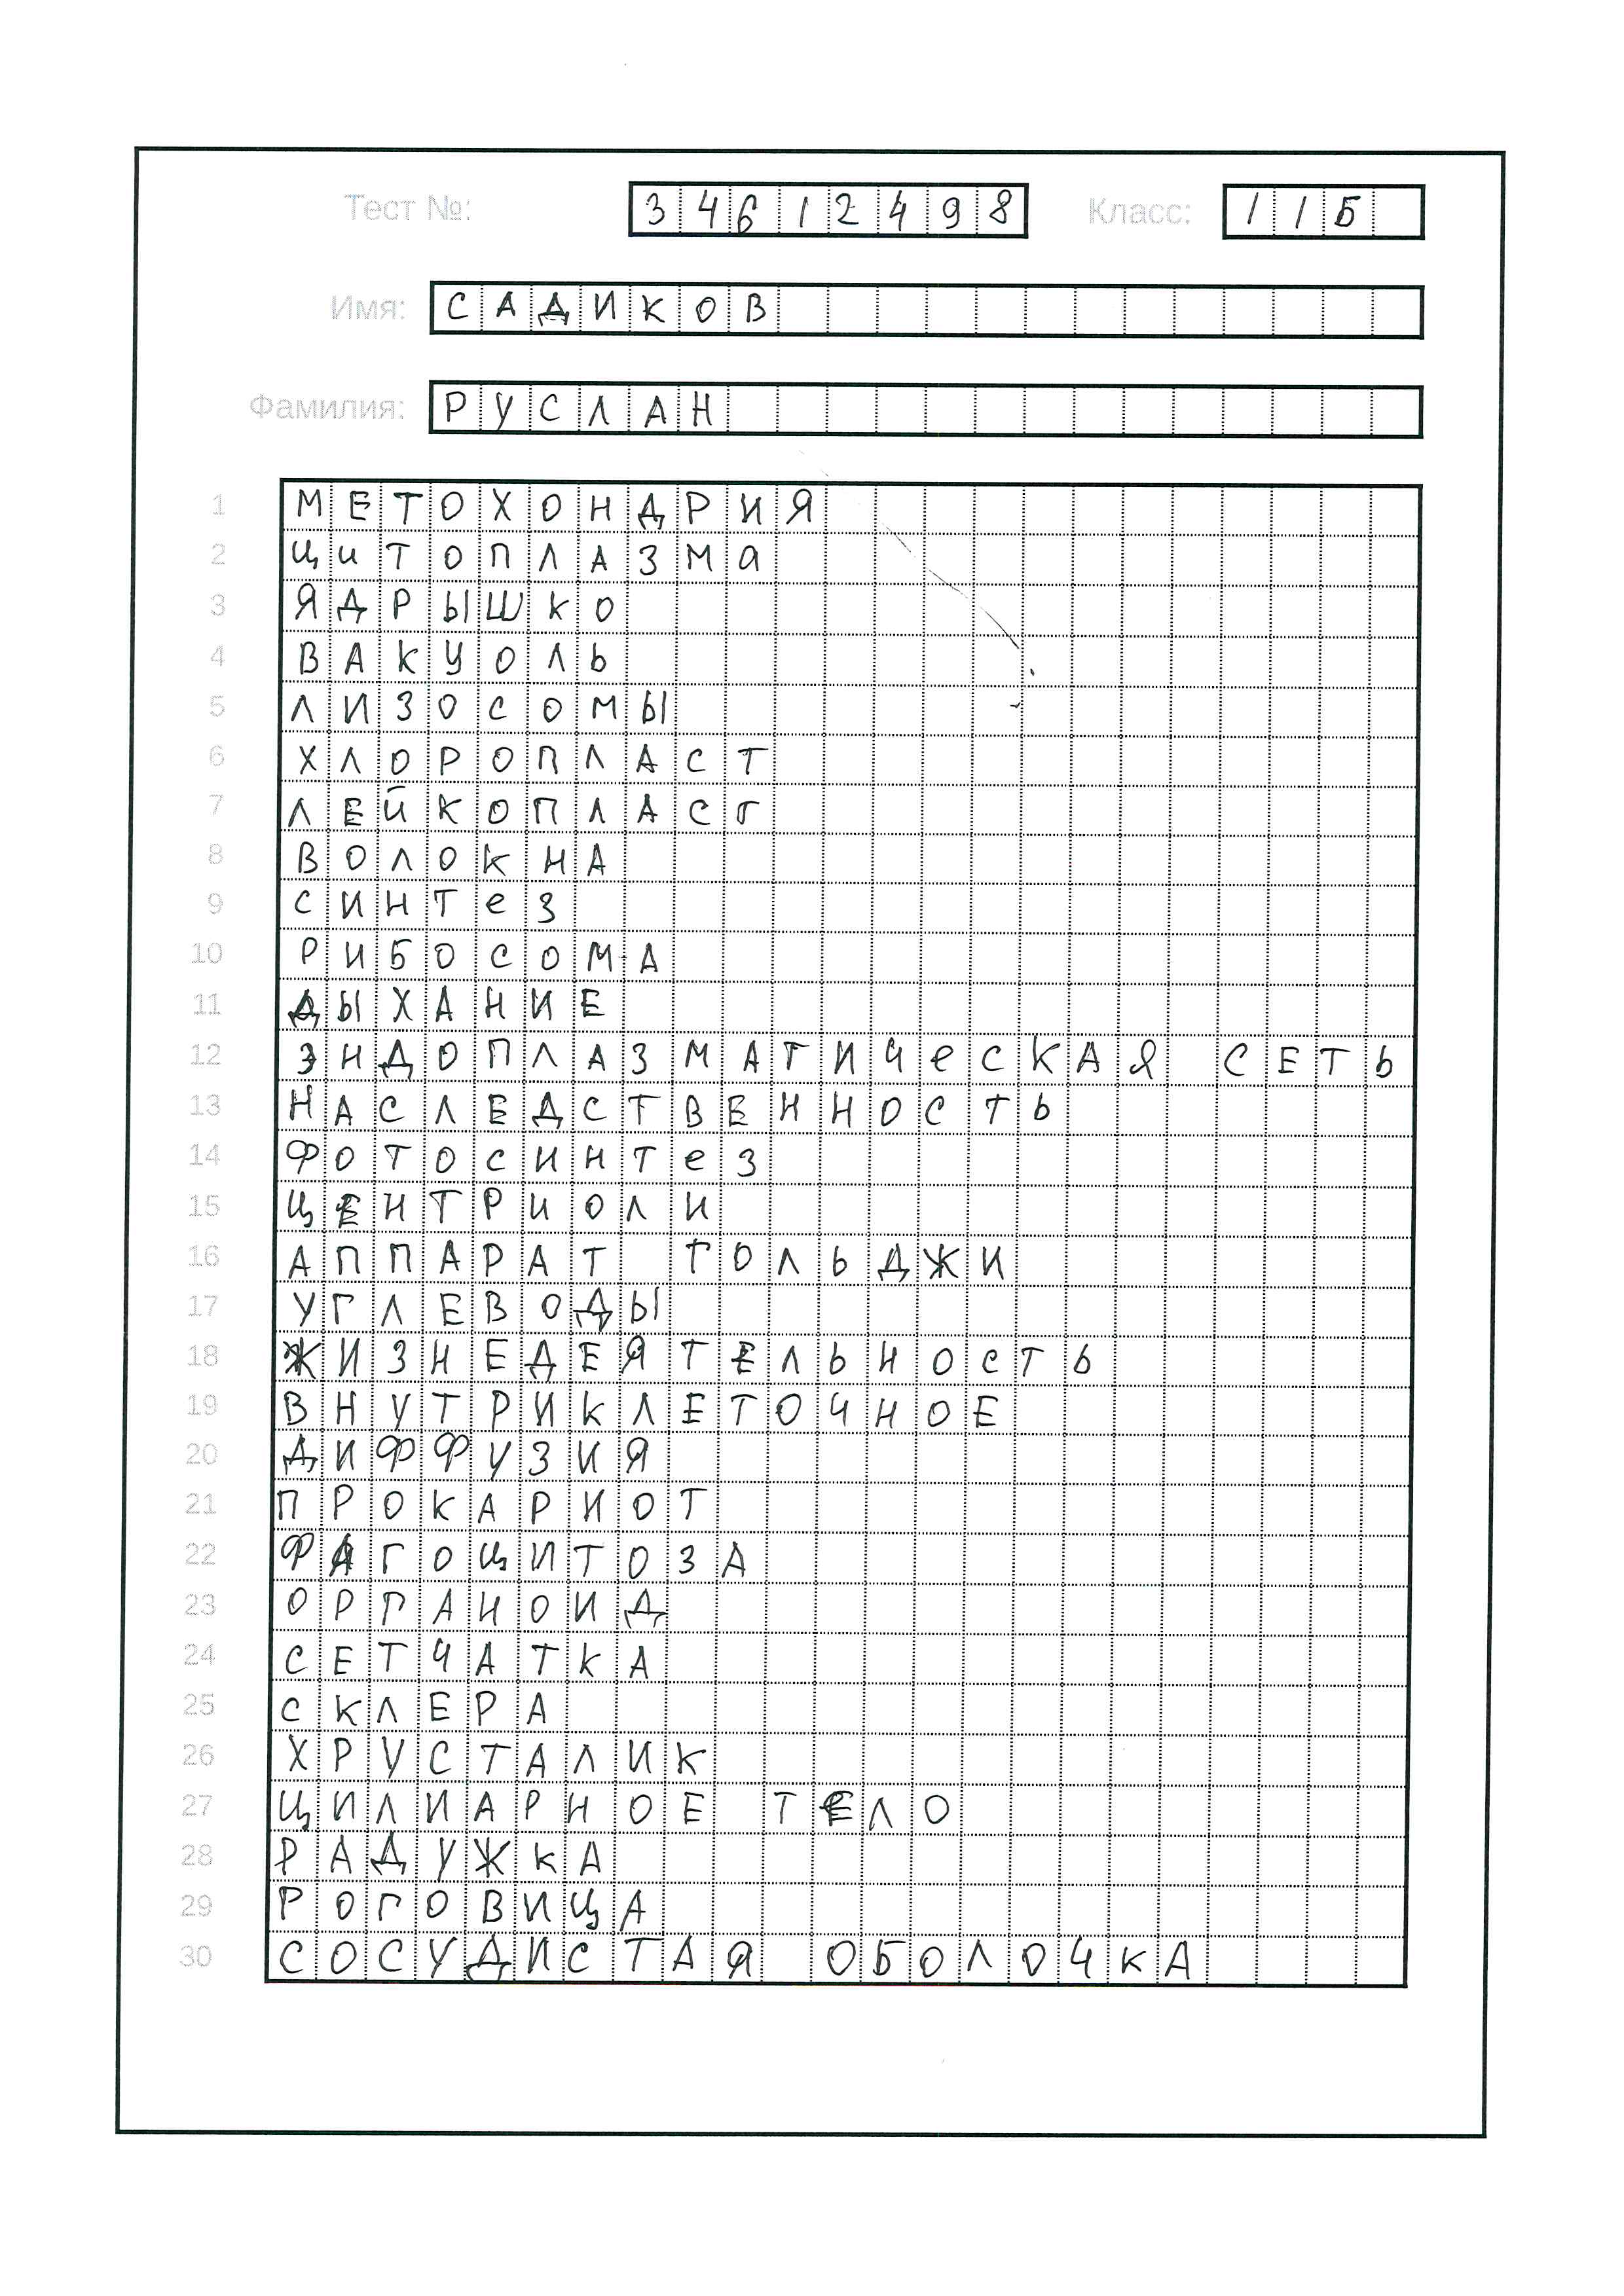 Тест №: 34612498 Класс: 11Б
Имя: САДИКОВ
Фамилия: РУСЛАН
1 МЕТОХОНДРИЯ
2 ЦИТОПЛАЗМА
3 ЯДРЫШКО
4 ВАКУОЛЬ
5 ЛИЗОСОМЫ
6 ХЛОРОПЛАСТ
7 ЛЕЙКОПЛАСТ
8 ВОЛОКНА
9 СИНТЕЗ
10 РИБОСОМА
11 ДЫХАНИЕ
12 ЭНДОПЛАЗМАТИЧЕСКАЯ СЕТЬ
13 НАСЛЕДСТВЕННОСТЬ
14 ФОТОСИНТЕЗ
15 ЦЕНТРИОЛИ
16 АППАРАТ ГОЛЬДЖИ
17 УГЛЕВОДЫ
18 ЖИЗНЕДЕЯТЕЛЬНОСТЬ
19 ВНУТРИКЛЕТОЧНОЕ
20 ДИФФУЗИЯ
21 ПРОКАРИОТ
22 ФАГОЦИТОЗА
23 ОРГАНОИД
24 СЕТЧАТКА
25 СКЛЕРА
26 ХРУСТАЛИК
27 ЦИЛИАРНОЕ ТЕЛО
28 РАДУЖКА
29 РОГОВИЦА
30 СОСУДИСТАЯ ОБОЛОЧКА